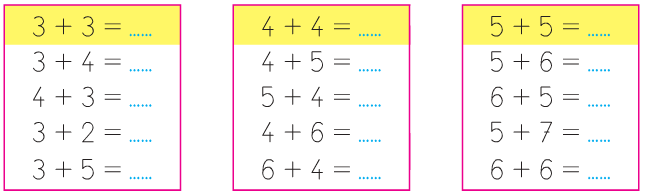 3 + 3 = ......
3 + 4 = ......
4 + 3 = ......
3 + 2 = ......
3 + 5 = ......
4 + 4 = ......
4 + 5 = ......
5 + 4 = ......
4 + 6 = ......
6 + 4 = ......
5 + 5 = ......
5 + 6 = ......
6 + 5 = ......
5 + 7 = ......
6 + 6 = ......